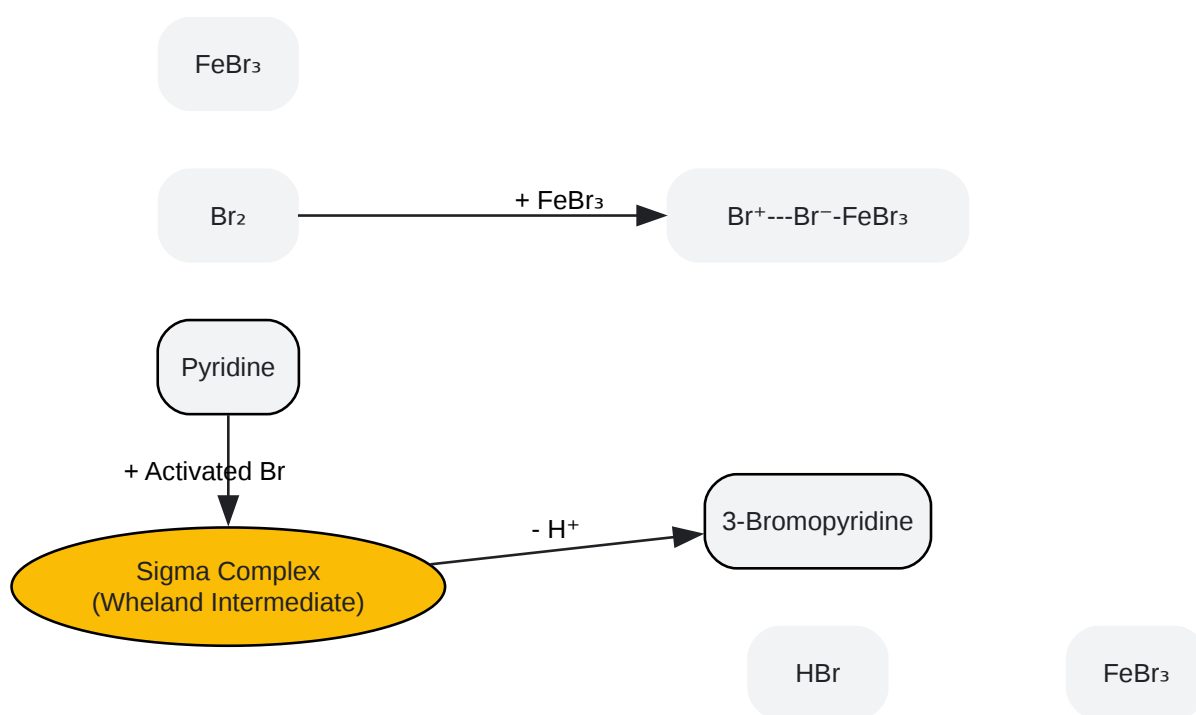 FeBr₃
Br₂
+ FeBr₃
Br⁺---Br⁻-FeBr₃
Pyridine
+ Activated Br
Sigma Complex
(Wheland Intermediate)
- H⁺
3-Bromopyridine
HBr
FeBr₃